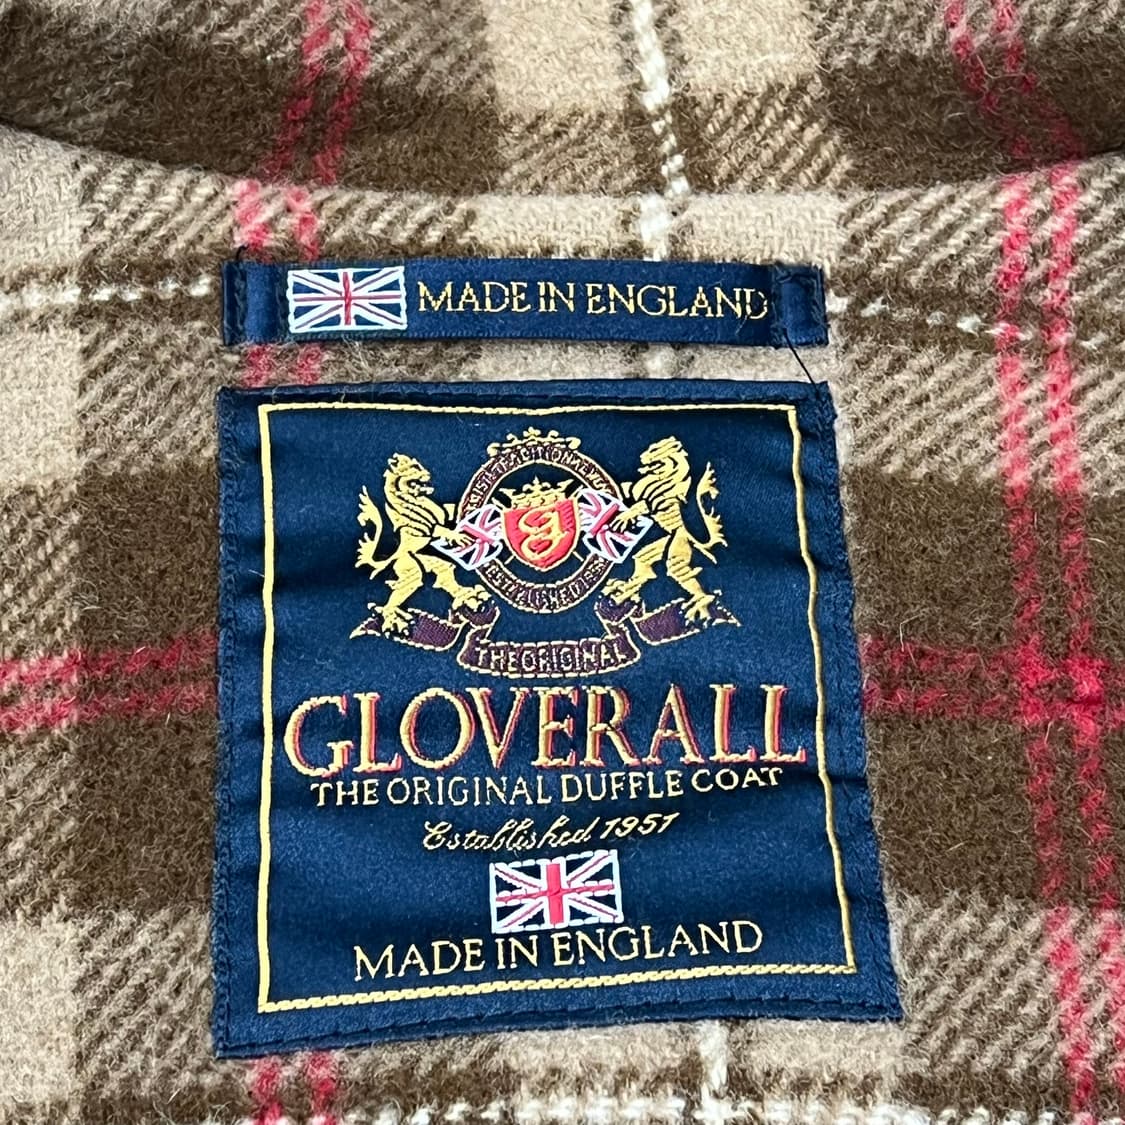 MADE IN ENGLAND
g
THE ORIGINAL
GLOVERALL
THE ORIGINAL DUFFLE COAT
Established 1951
MADE IN ENGLAND